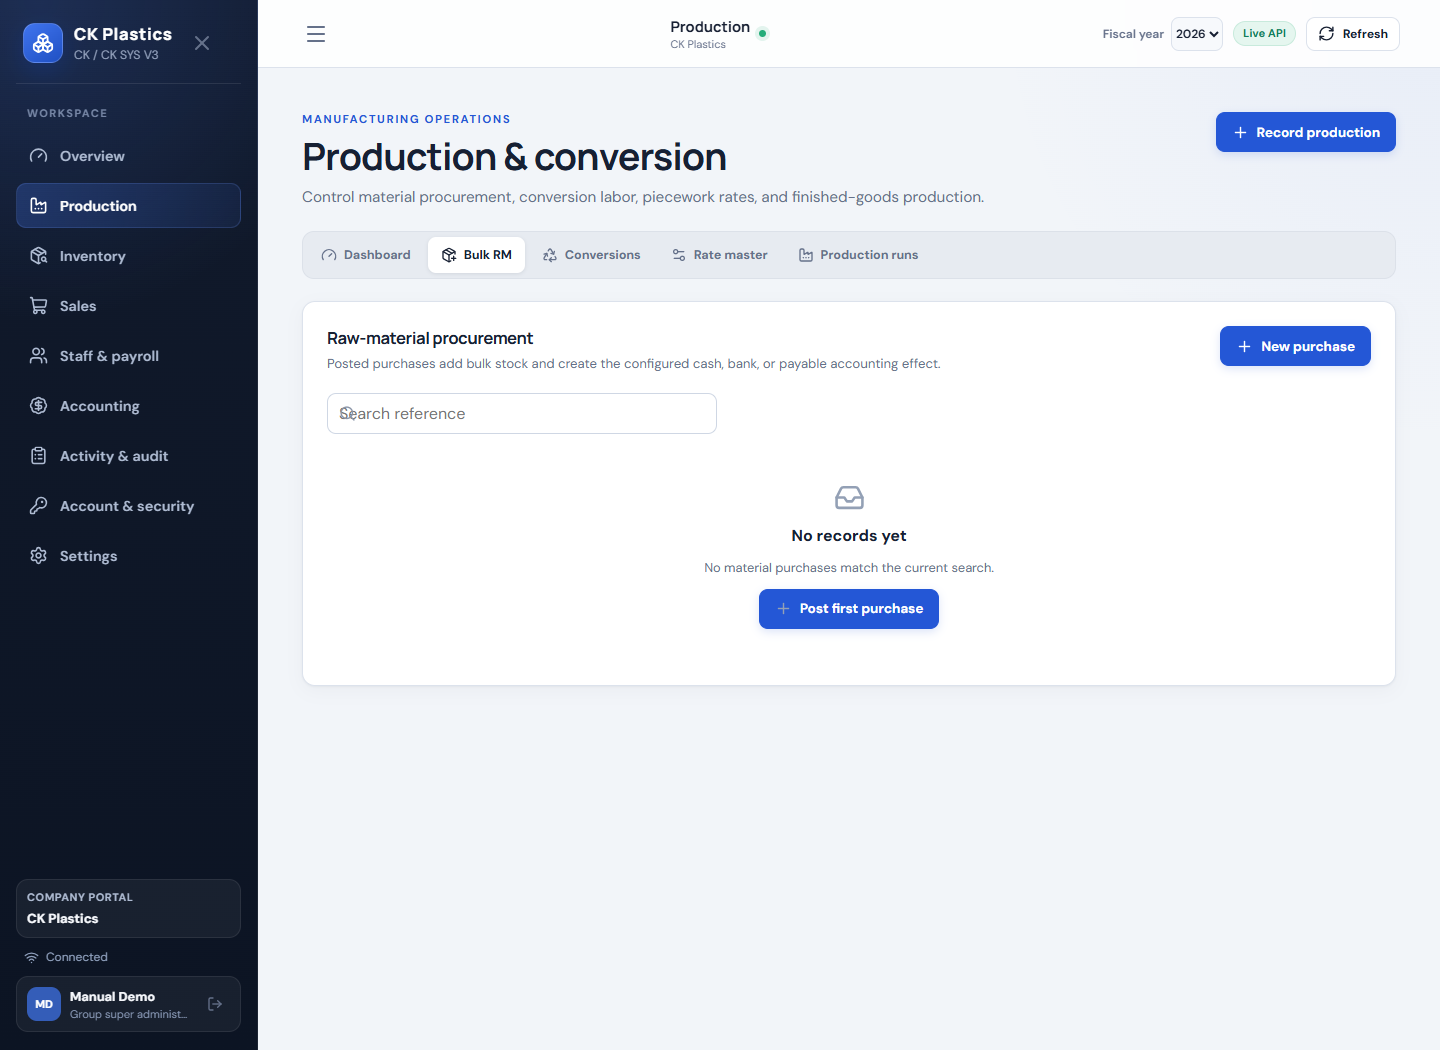 CK Plastics
CK / CK SYS V3
WORKSPACE
Overview
Production
Inventory
Sales
Staff & payroll
Accounting
Activity & audit
Account & security
Settings
COMPANY PORTAL
CK Plastics
Connected
MD
Manual Demo
Group super administ...
Production
CK Plastics
Fiscal year 2026 Live API Refresh
MANUFACTURING OPERATIONS
Production & conversion
Control material procurement, conversion labor, piecework rates, and finished-goods production.
Record production
Dashboard Bulk RM Conversions Rate master Production runs
Raw-material procurement
Posted purchases add bulk stock and create the configured cash, bank, or payable accounting effect.
New purchase
Search reference
No records yet
No material purchases match the current search.
Post first purchase